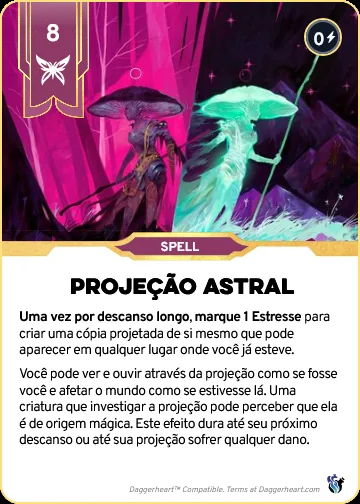 8
0
SPELL
PROJEÇÃO ASTRAL
Uma vez por descanso longo, marque 1 Estresse para
criar uma cópia projetada de si mesmo que pode
aparecer em qualquer lugar onde você já esteve.
Você pode ver e ouvir através da projeção como se fosse
você e afetar o mundo como se estivesse lá. Uma
criatura que investigar a projeção pode perceber que ela
é de origem mágica. Este efeito dura até seu próximo
descanso ou até sua projeção sofrer qualquer dano.
Daggerheart™ Compatible. Terms at Daggerheart.com